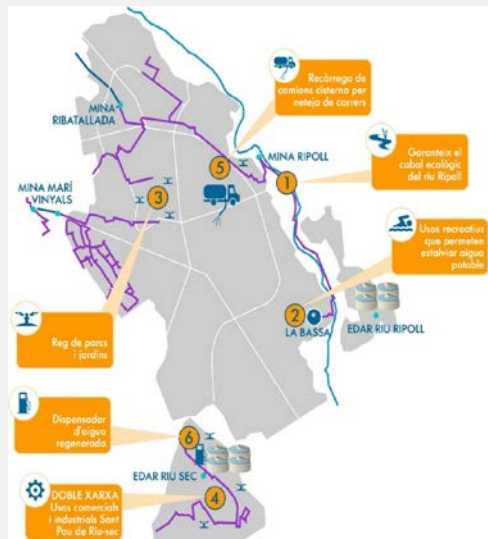 Recàrrega de
camions cisterna per
neteja de carrers
MINA
RIBATALLADA
MINA RIPOLL
5
Garanteix el
cabal ecològic
del riu Ripoll
1
MINA MARÍ
VINYALS
3
Usos recreatius
que permeten
estalviar aigua
potable
2
LA BASSA
EDAR RIU RIPOLL
Reg de parcs
i jardins
Dispensador
d'aigua
regenerada
6
EDAR RIU SEC
4
DOBLE XARXA
Usos comercials
i industrials Sant
Pau de Riu-sec